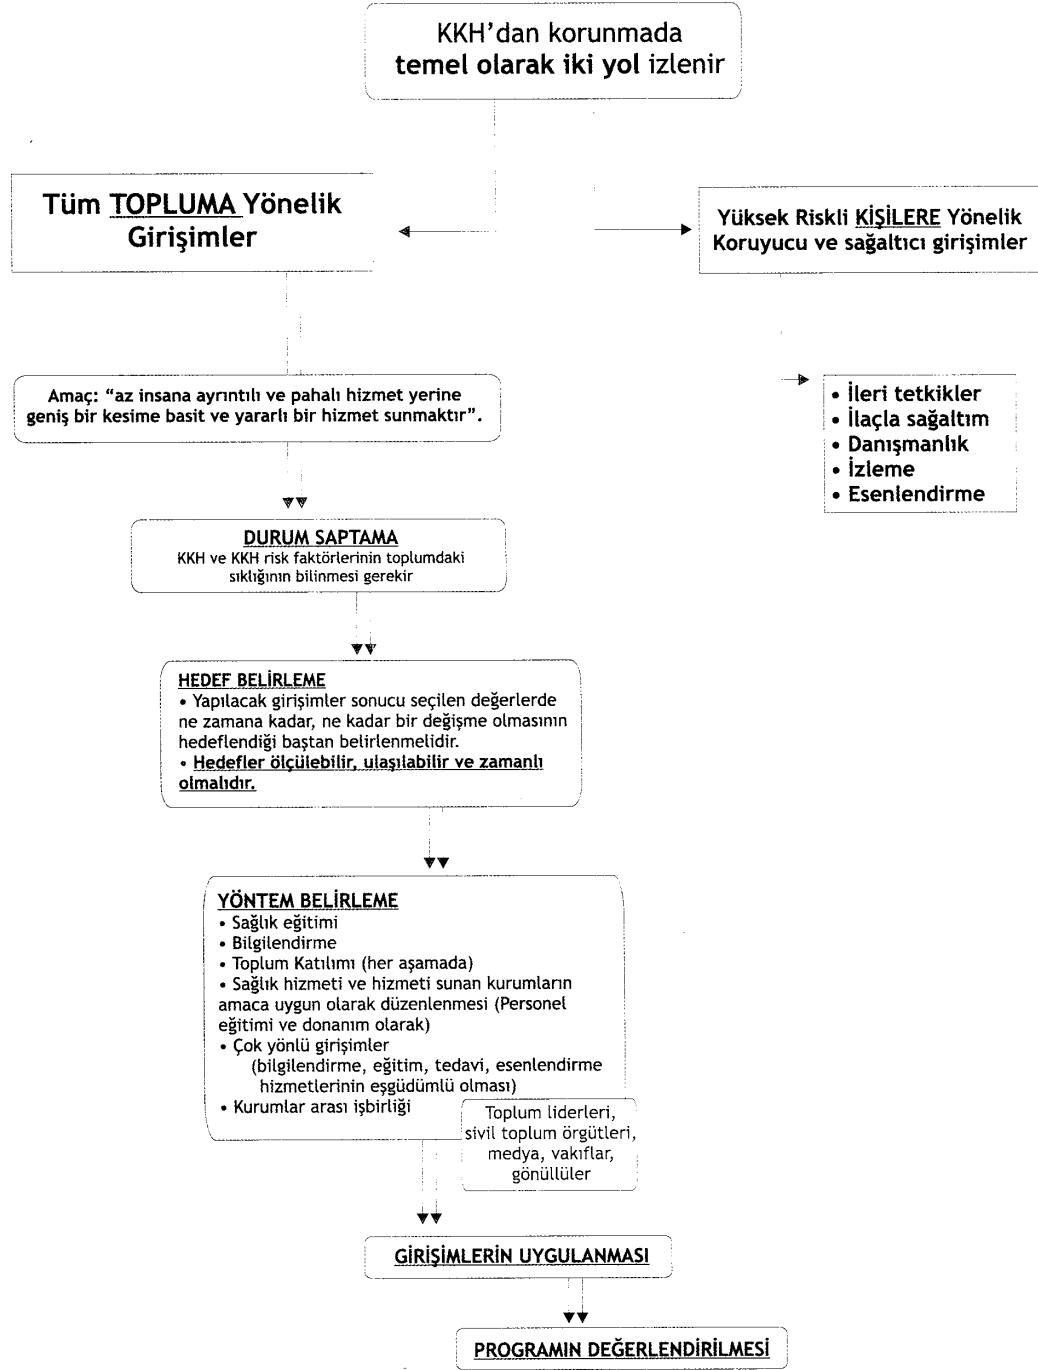 KKH’dan korunmada
temel olarak iki yol izlenir
Tüm TOPLUMA Yönelik
Girişimler
Yüksek Riskli KİŞİLERE Yönelik
Koruyucu ve sağaltıcı girişimler
Amaç: “az insana ayrıntılı ve pahalı hizmet yerine
geniş bir kesime basit ve yararlı bir hizmet sunmaktır”.
• İleri tetkikler
• İlaçla sağaltım
• Danışmanlık
• İzleme
• Esenlendirme
DURUM SAPTAMA
KKH ve KKH risk faktörlerinin toplumdaki
sıklığının bilinmesi gerekir
HEDEF BELİRLEME
• Yapılacak girişimler sonucu seçilen değerlerde
ne zamana kadar, ne kadar bir değişme olmasının
hedeflendiği baştan belirlenmelidir.
• Hedefler ölçülebilir, ulaşılabilir ve zamanlı
olmalıdır.
YÖNTEM BELİRLEME
• Sağlık eğitimi
• Bilgilendirme
• Toplum Katılımı (her aşamada)
• Sağlık hizmeti ve hizmeti sunan kurumların
amaca uygun olarak düzenlenmesi (Personel
eğitimi ve donanım olarak)
• Çok yönlü girişimler
(bilgilendirme, eğitim, tedavi, esenlendirme
hizmetlerinin eşgüdümlü olması)
• Kurumlar arası işbirliği
Toplum liderleri,
sivil toplum örgütleri,
medya, vakıflar,
gönüllüler
GİRİŞİMLERİN UYGULANMASI
PROGRAMIN DEĞERLENDİRİLMESİ